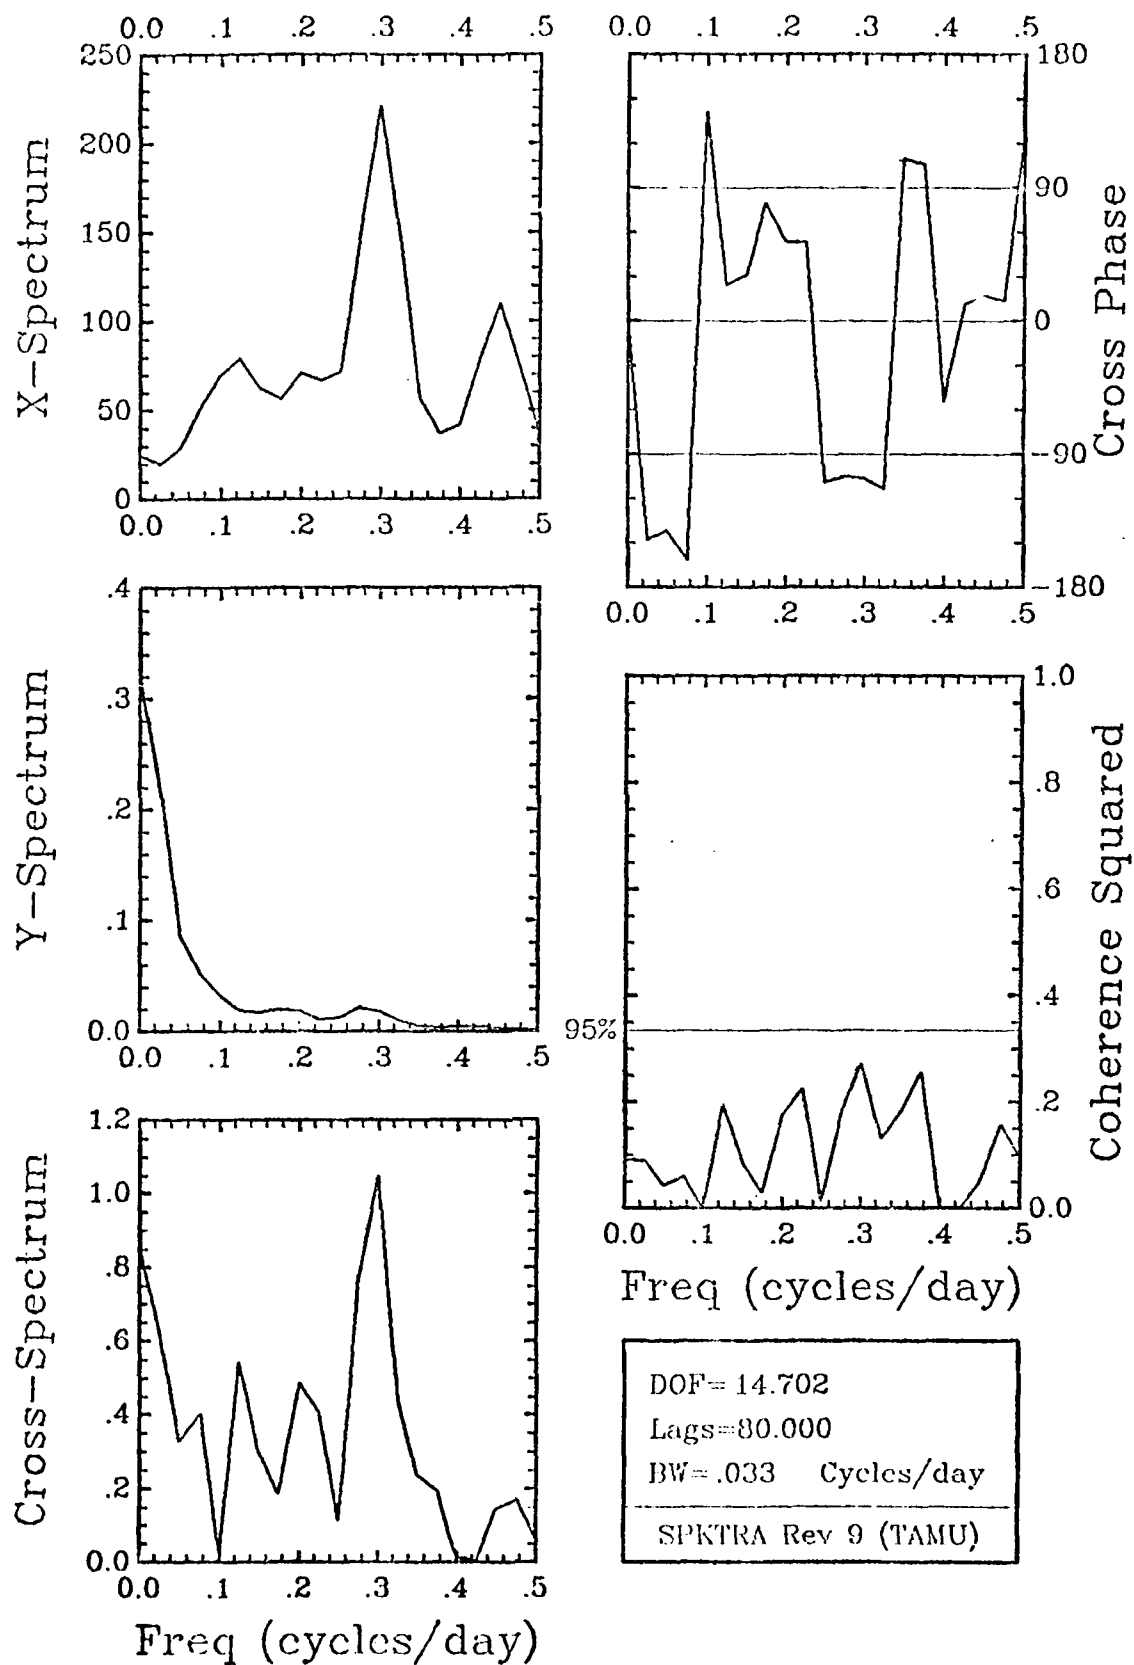 0.0 .1 .2 .3 .4 .5
250
200
150
100
50
0
X-Spectrum
0.0 .1 .2 .3 .4 .5
.4
.3
.2
.1
0.0
Y-Spectrum
0.0 .1 .2 .3 .4 .5
1.2
1.0
.8
.6
.4
.2
0.0
Cross-Spectrum
0.0 .1 .2 .3 .4 .5
Freq (cycles/day)
0.0 .1 .2 .3 .4 .5
180
90
0
-90
-180
Cross Phase
0.0 .1 .2 .3 .4 .5
1.0
.8
.6
.4
.2
0.0
95%
Coherence Squared
0.0 .1 .2 .3 .4 .5
Freq (cycles/day)
DOF= 14.702
Lags=80.000
BW= .033 Cycles/day
SPKTRA Rev 9 (TAMU)